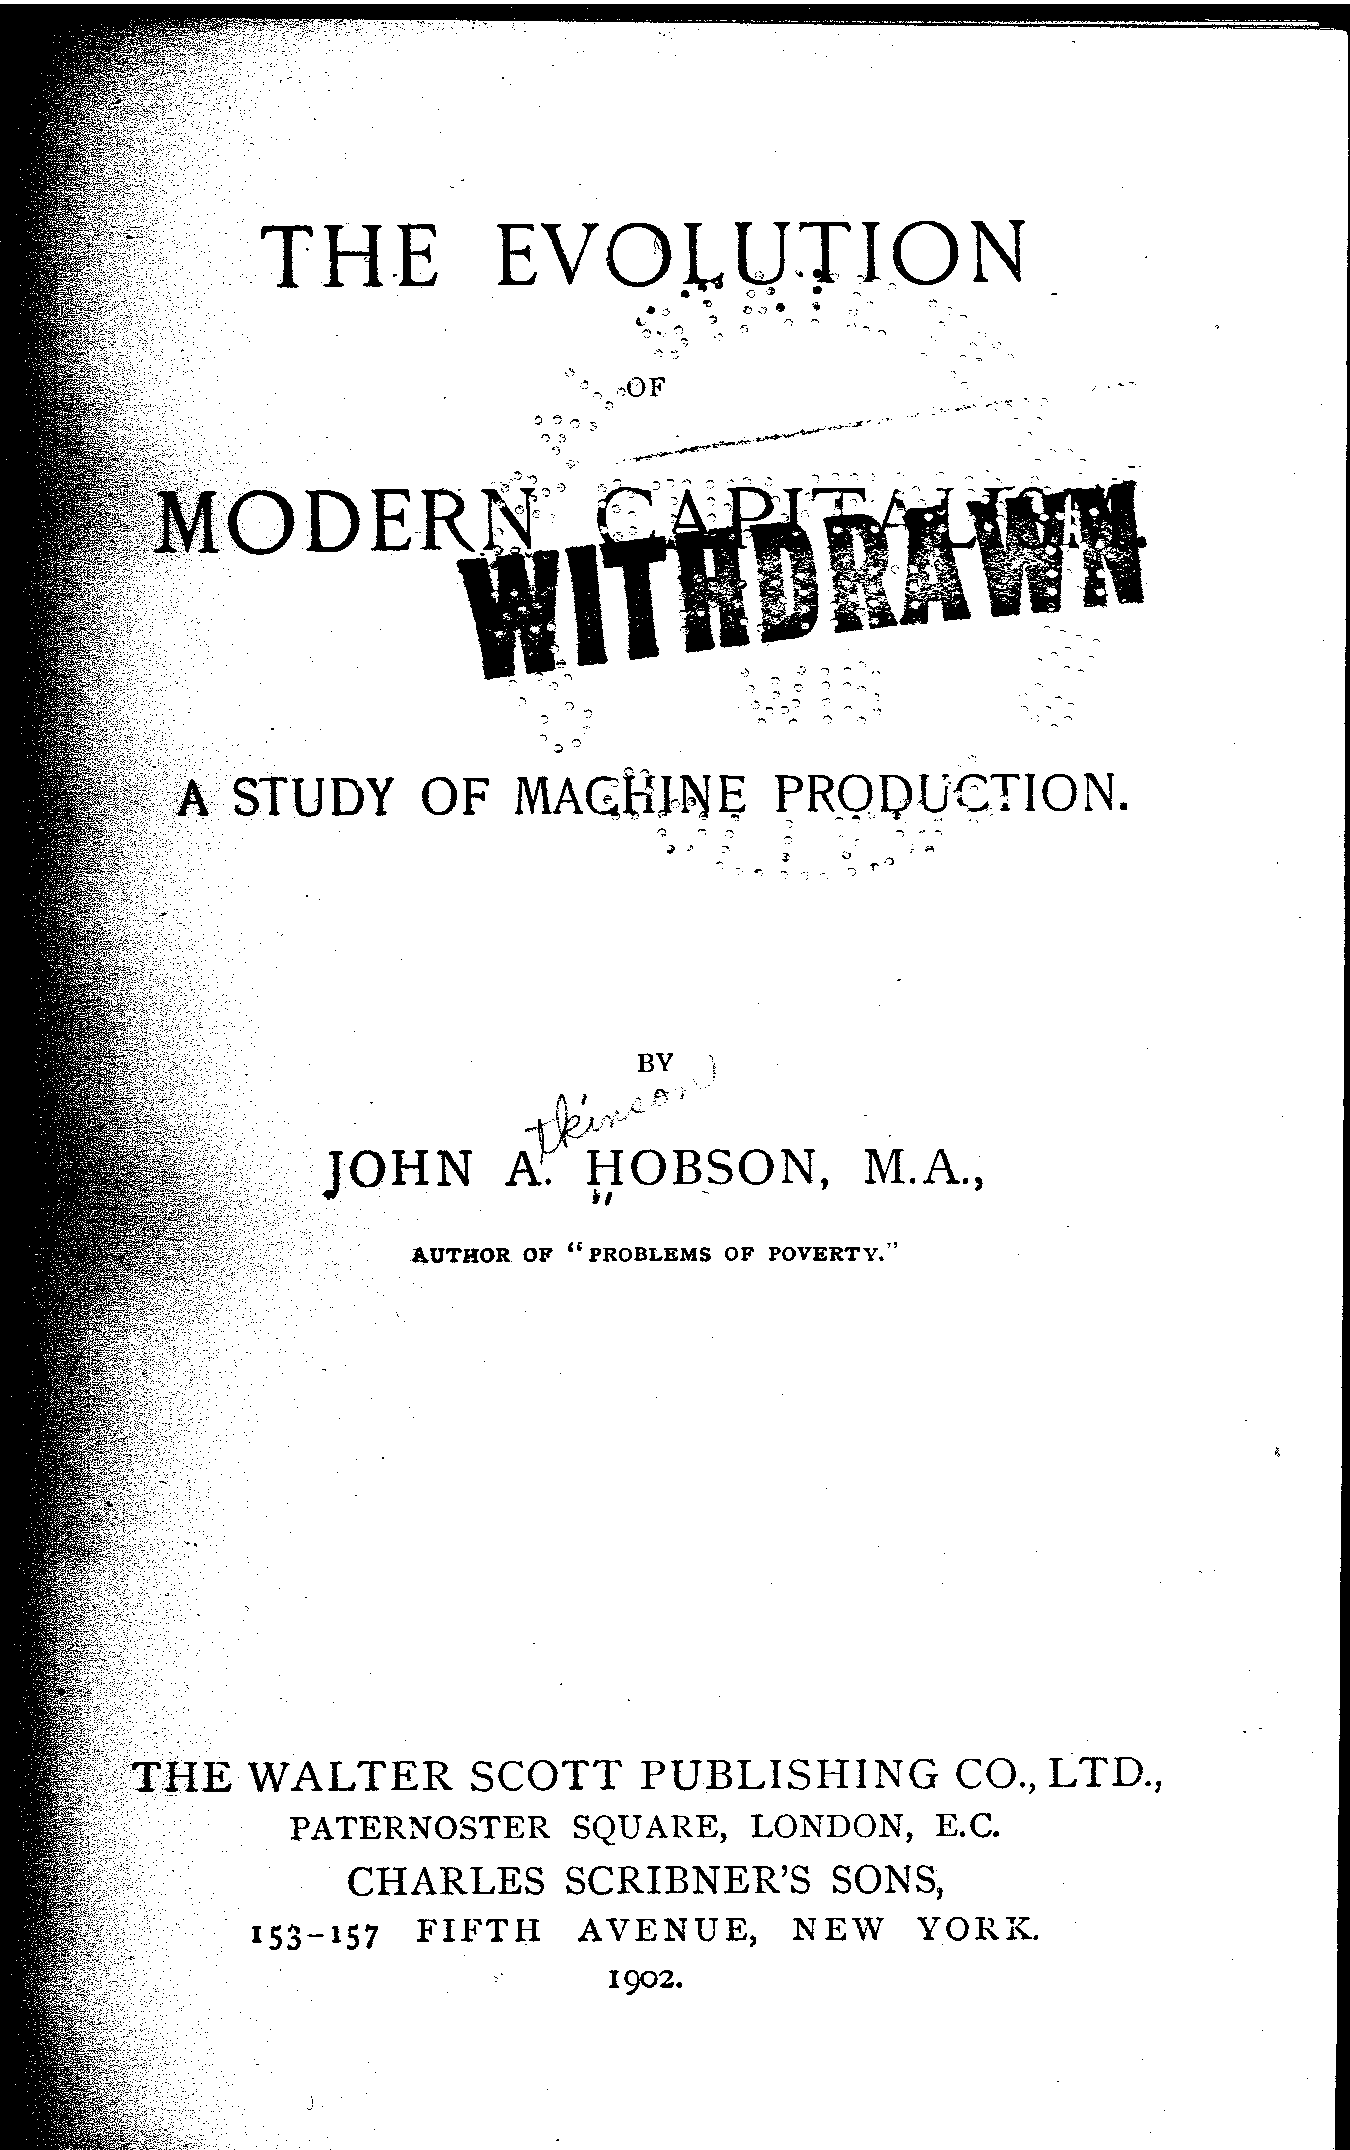 THE EVOLUTION
OF
MODERN CAPITALISM.
WITHDRAWN
A STUDY OF MACHINE PRODUCTION.
BY
tkinson)
JOHN A. HOBSON, M.A.,
AUTHOR OF "PROBLEMS OF POVERTY."
THE WALTER SCOTT PUBLISHING CO., LTD.,
PATERNOSTER SQUARE, LONDON, E.C.
CHARLES SCRIBNER'S SONS,
153-157 FIFTH AVENUE, NEW YORK.
1902.